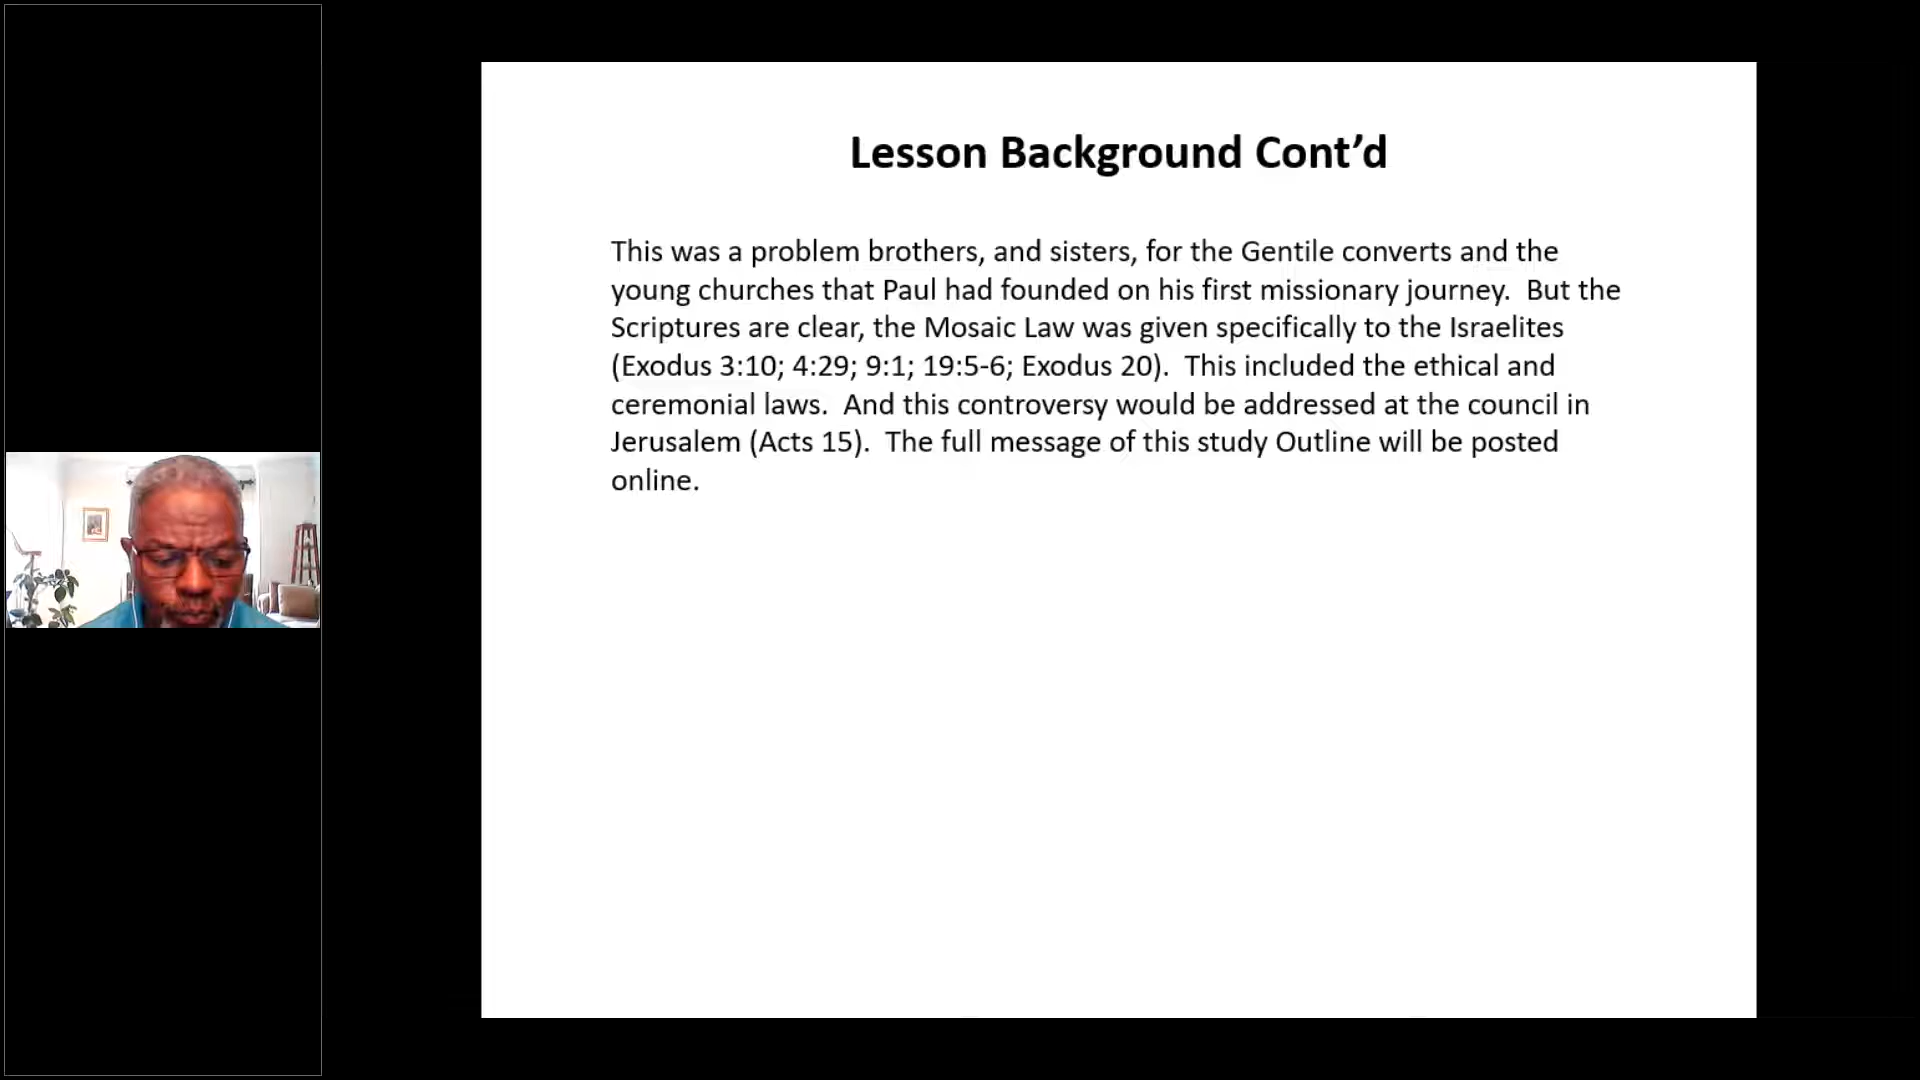 Lesson Background Cont’d
This was a problem brothers, and sisters, for the Gentile converts and the
young churches that Paul had founded on his first missionary journey.  But the
Scriptures are clear, the Mosaic Law was given specifically to the Israelites
(Exodus 3:10; 4:29; 9:1; 19:5-6; Exodus 20).  This included the ethical and
ceremonial laws.  And this controversy would be addressed at the council in
Jerusalem (Acts 15).  The full message of this study Outline will be posted
online.